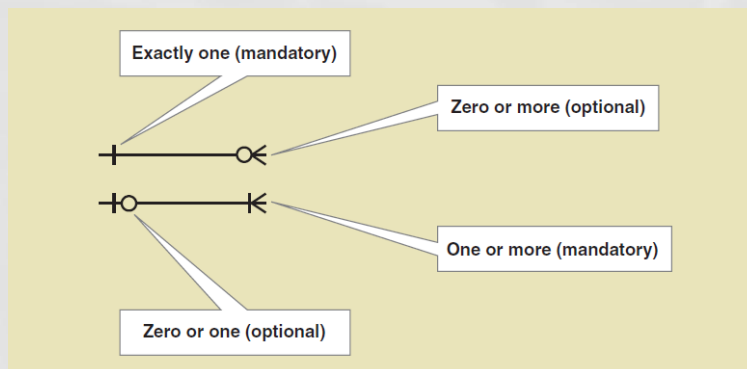 Exactly one (mandatory)
Zero or more (optional)
One or more (mandatory)
Zero or one (optional)